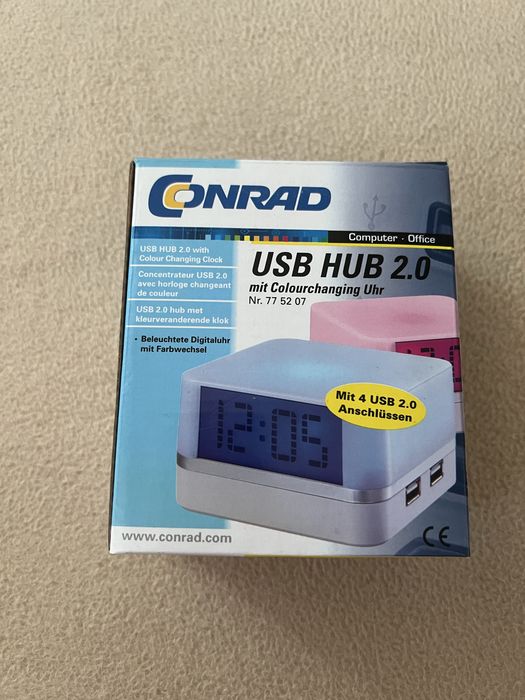 CONRAD
Computer · Office
USB HUB 2.0 with
Colour Changing Clock
Concentrateur USB 2.0
avec horloge changeant
de couleur
USB 2.0 hub met
kleurveranderende klok
• Beleuchtete Digitaluhr
mit Farbwechsel
USB HUB 2.0
mit Colourchanging Uhr
Nr. 77 52 07
Mit 4 USB 2.0
Anschlüssen
12:05
www.conrad.com
CE